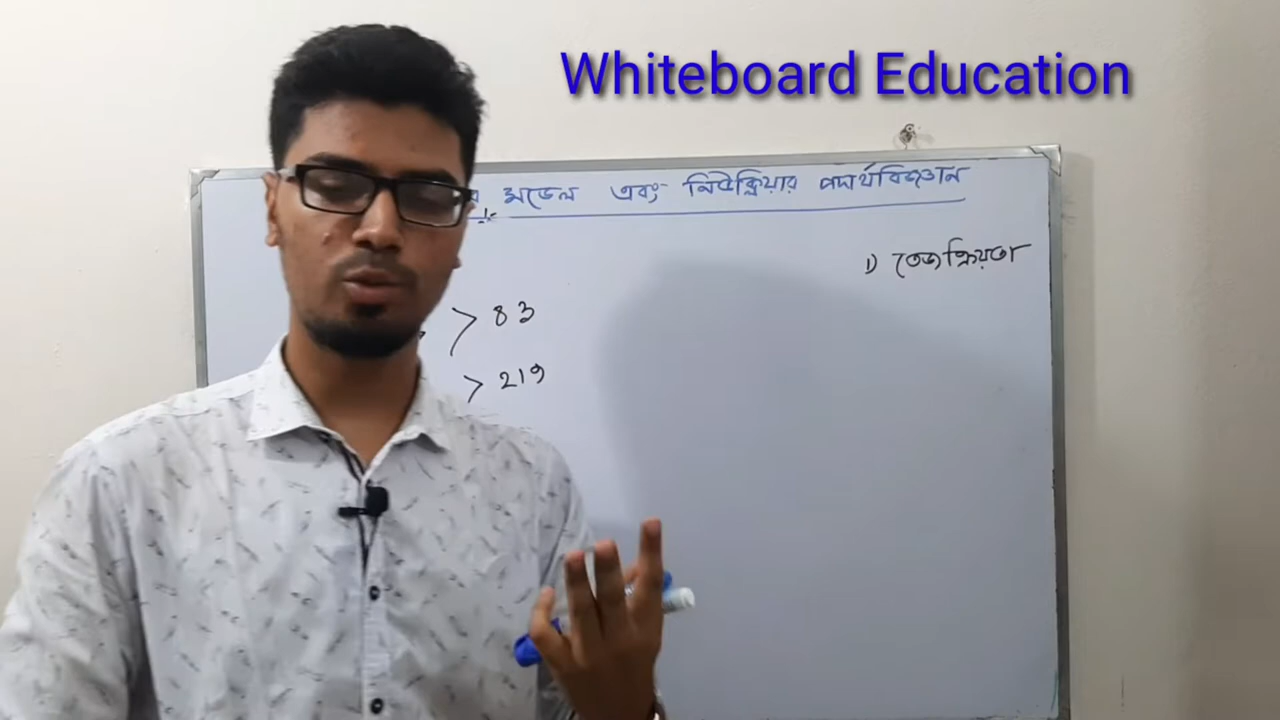 Whiteboard Education
মডেল এবং নিউক্লিয়ার পদার্থবিজ্ঞান
1) তেজস্ক্রিয়তা
> 83
> 219